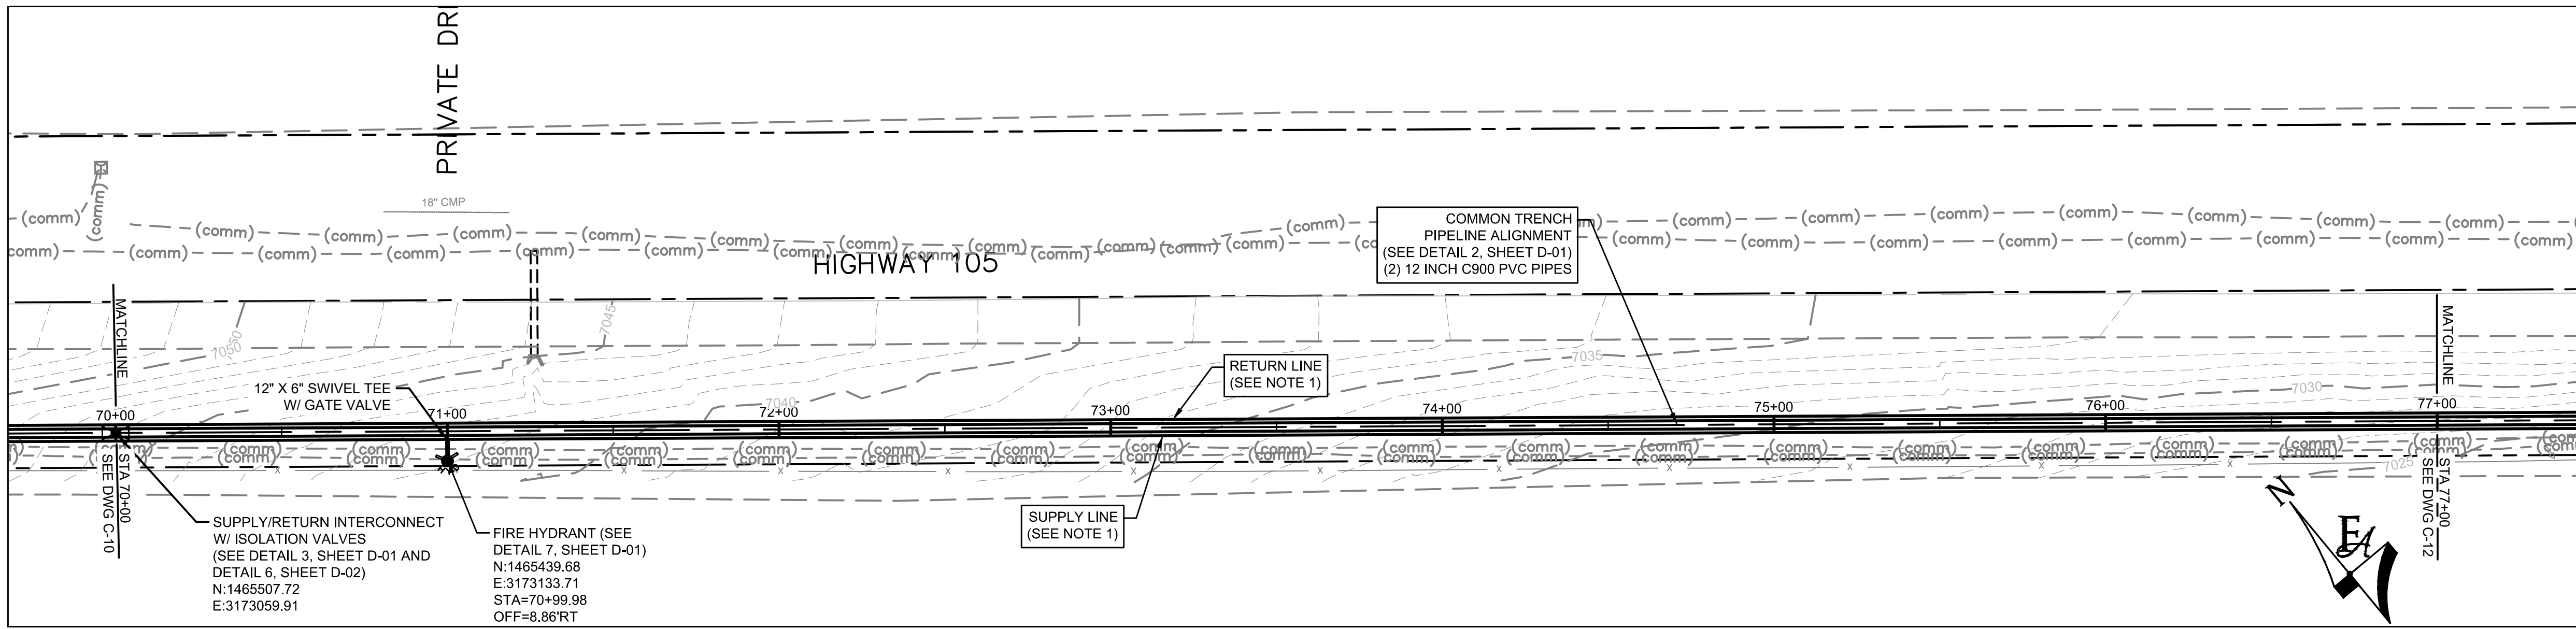 PRIVATE DRI
18" CMP
(comm)
(comm)
HIGHWAY 105
COMMON TRENCH
PIPELINE ALIGNMENT
(SEE DETAIL 2, SHEET D-01)
(2) 12 INCH C900 PVC PIPES
MATCHLINE
STA 70+00
SEE DWG C-10
7050
7045
7040
7035
7030
7025
12" X 6" SWIVEL TEE
W/ GATE VALVE
RETURN LINE
(SEE NOTE 1)
70+00
71+00
72+00
73+00
74+00
75+00
76+00
77+00
MATCHLINE
STA 77+00
SEE DWG C-12
SUPPLY LINE
(SEE NOTE 1)
SUPPLY/RETURN INTERCONNECT
W/ ISOLATION VALVES
(SEE DETAIL 3, SHEET D-01 AND
DETAIL 6, SHEET D-02)
N:1465507.72
E:3173059.91
FIRE HYDRANT (SEE
DETAIL 7, SHEET D-01)
N:1465439.68
E:3173133.71
STA=70+99.98
OFF=8.86'RT
N